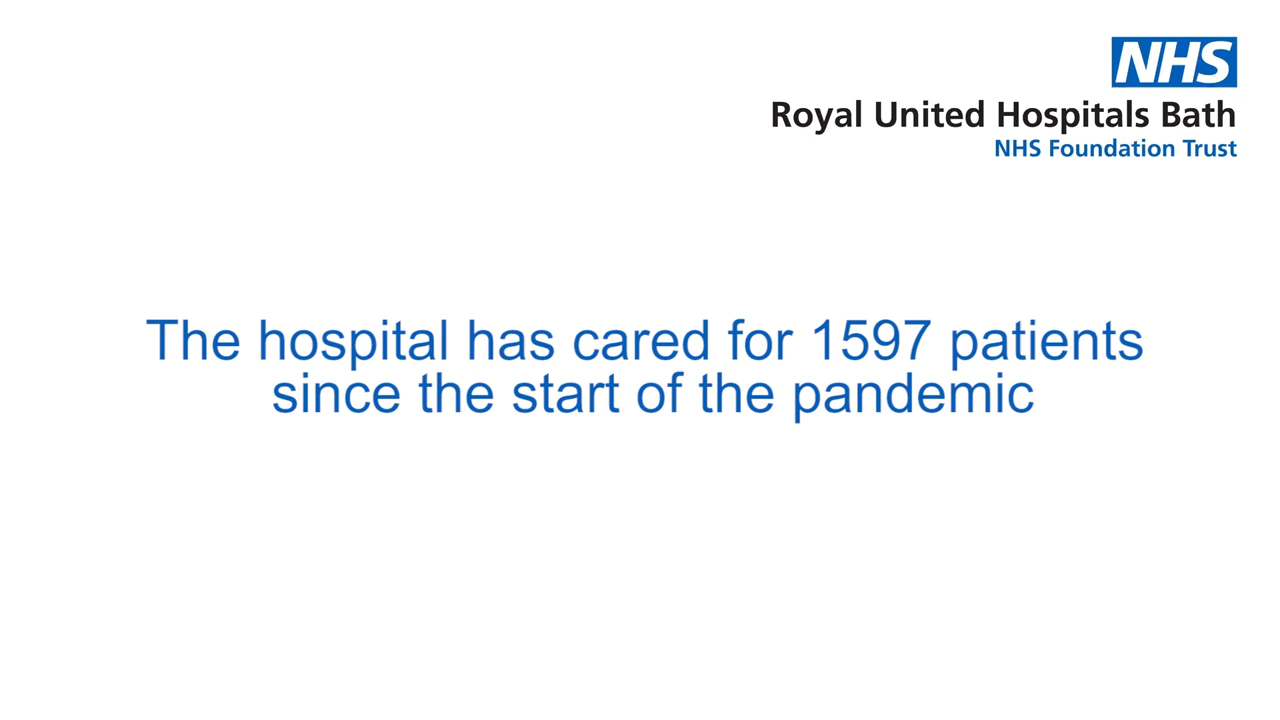 NHS
Royal United Hospitals Bath
NHS Foundation Trust
The hospital has cared for 1597 patients
since the start of the pandemic